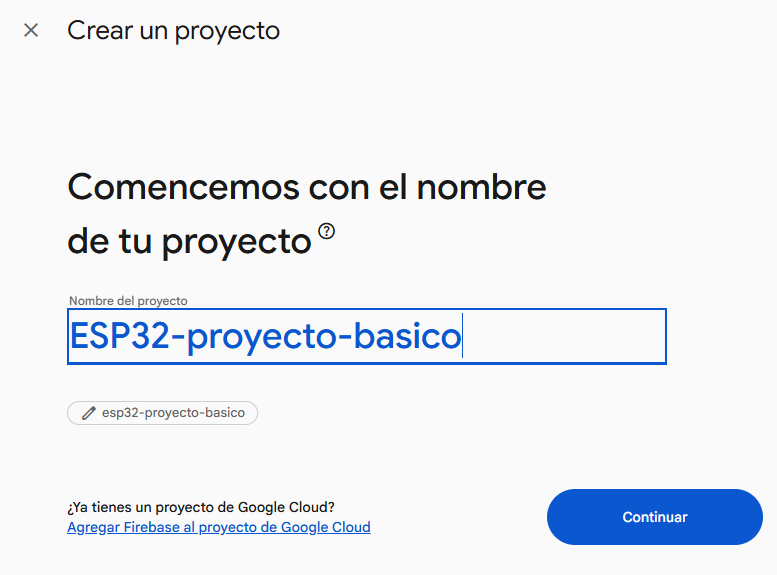 Crear un proyecto
Comencemos con el nombre
de tu proyecto
Nombre del proyecto
ESP32-proyecto-basico
esp32-proyecto-basico
¿Ya tienes un proyecto de Google Cloud?
Agregar Firebase al proyecto de Google Cloud
Continuar